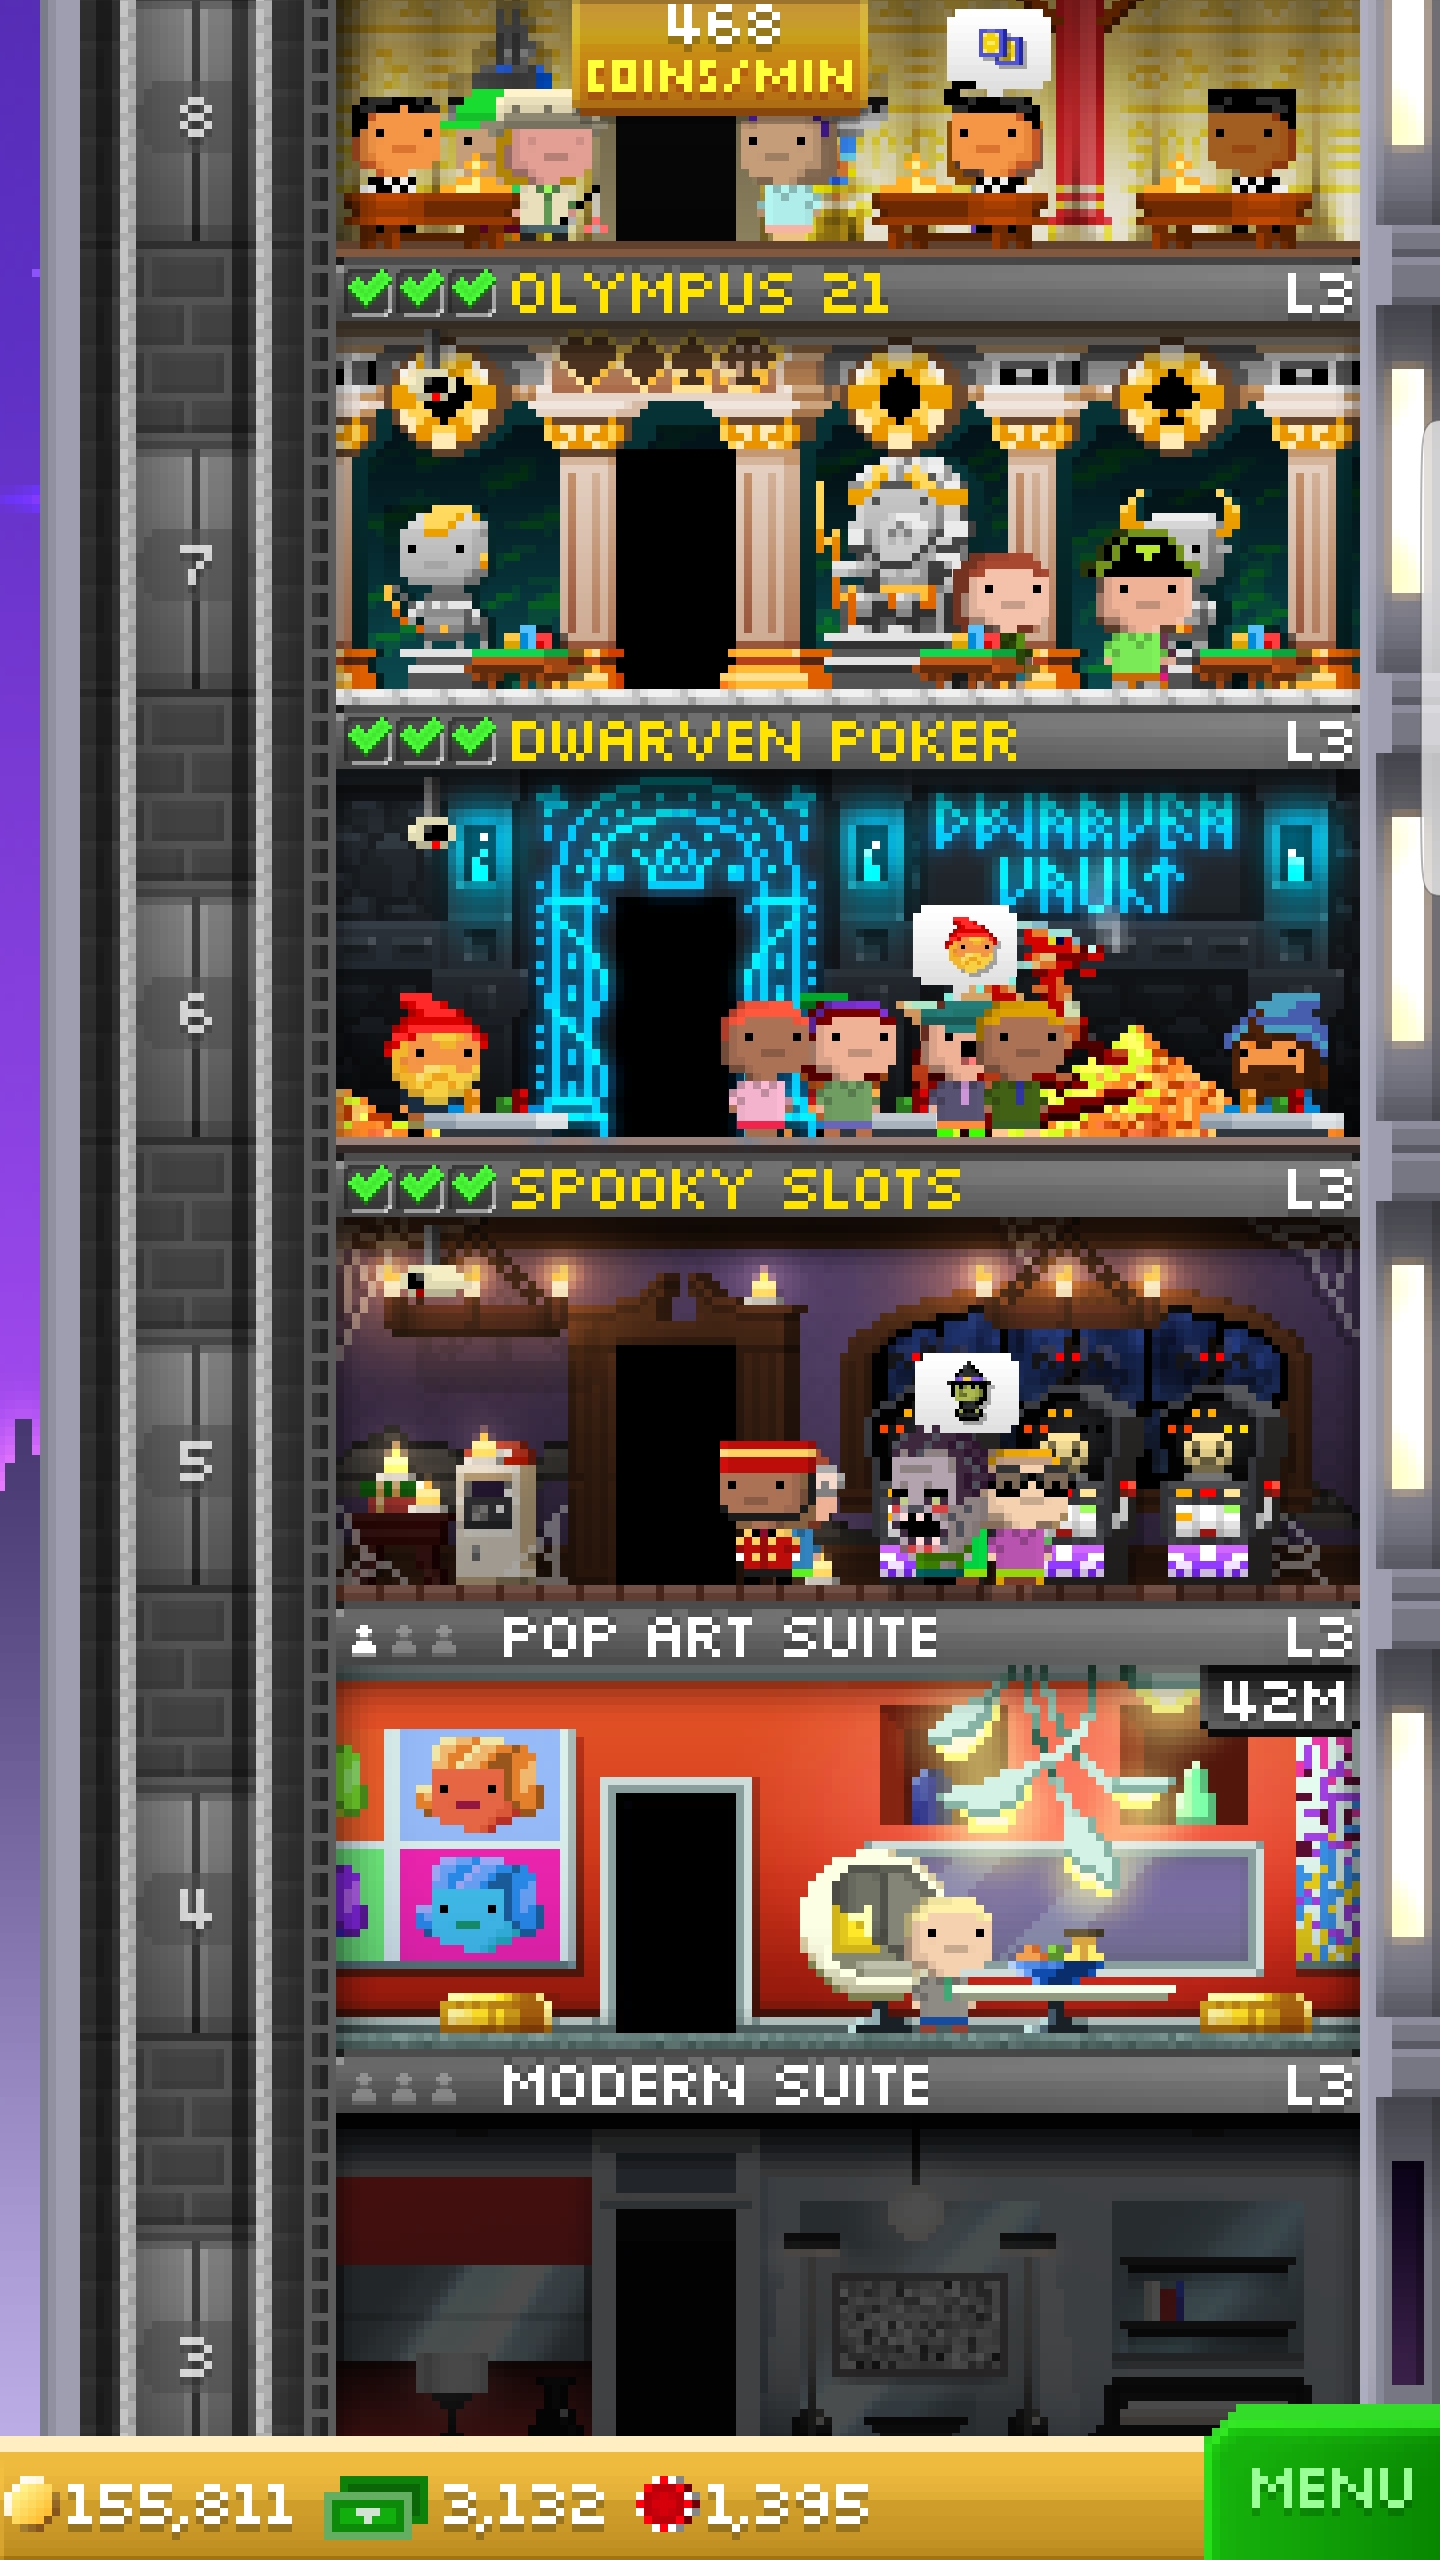 468
COINS/MIN
8
OLYMPUS 21 L3
7
DWARVEN POKER L3
DWARVEN
VAULT
6
SPOOKY SLOTS L3
5
POP ART SUITE L3
42M
4
MODERN SUITE L3
3
155,811 3,132 1,395
MENU